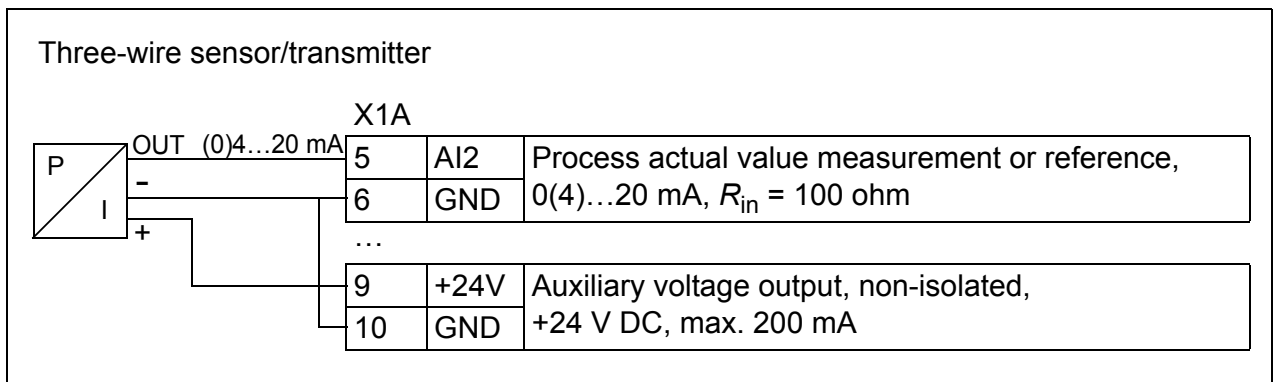 Three-wire sensor/transmitter
X1A
P
I
OUT (0)4…20 mA
-
+
5 AI2 Process actual value measurement or reference,
6 GND 0(4)…20 mA, Rin = 100 ohm
…
9 +24V Auxiliary voltage output, non-isolated,
10 GND +24 V DC, max. 200 mA